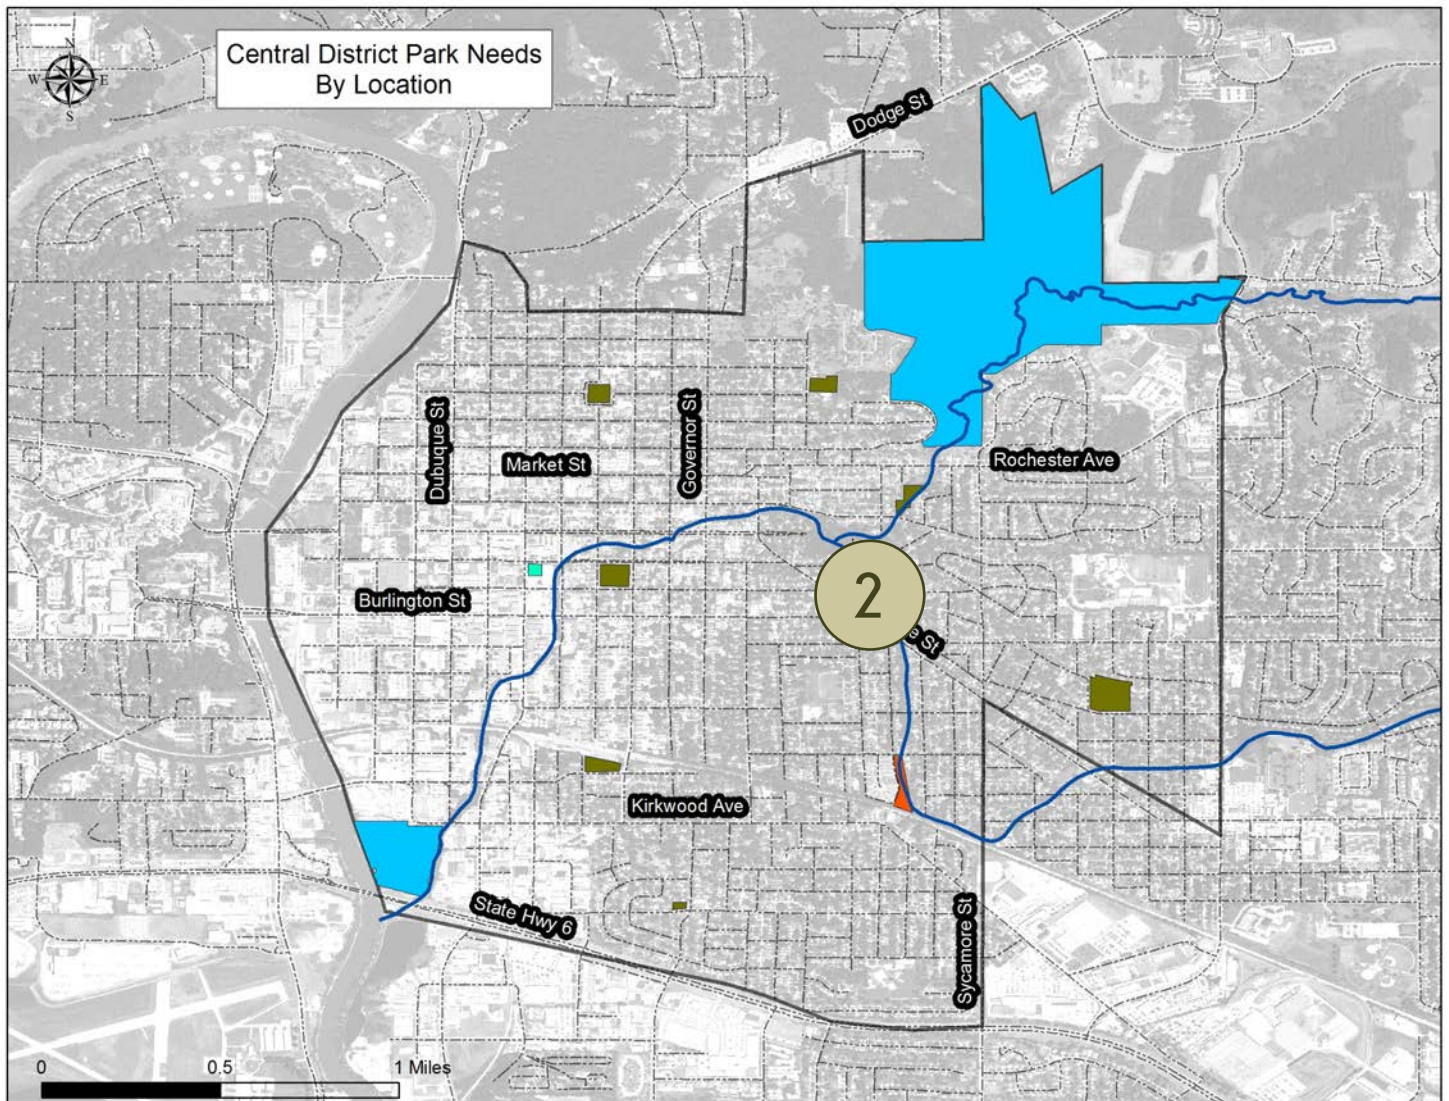 Central District Park Needs
By Location
N
W
E
S
Dodge St
Dubuque St
Market St
Governor St
Rochester Ave
Burlington St
2
e St
Kirkwood Ave
State Hwy 6
Sycamore St
0
0.5
1 Miles